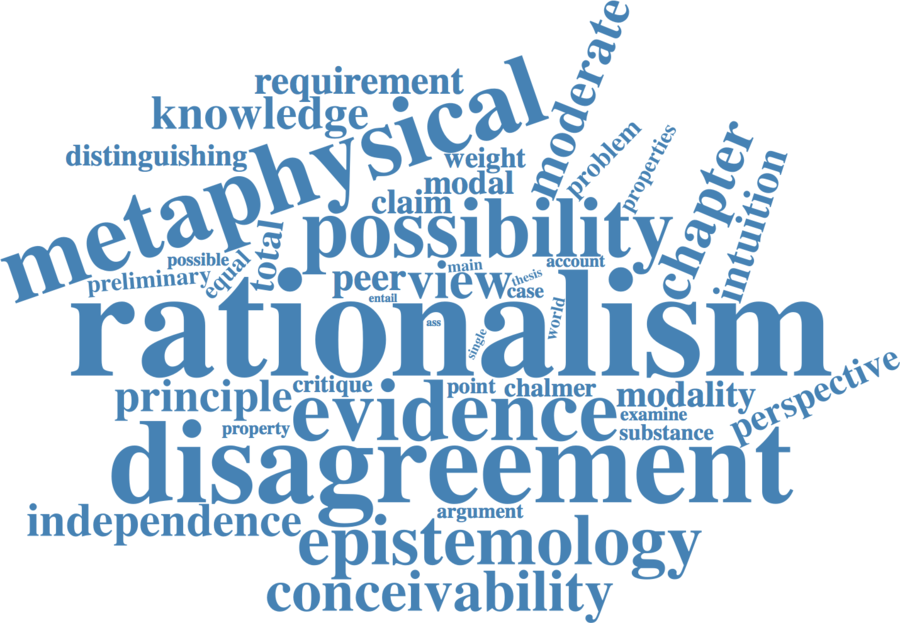 moderate
requirement
knowledge
metaphysical
problem
properties
chapter
distinguishing
weight
intuition
modal
claim
possibility
total
possible
equal
preliminary
peer
view
main
account
thesis
case
entail
rationalism
ass
single
world
principle
critique
evidence
point
chalmer
modality
perspective
examine
property
substance
disagreement
independence
argument
epistemology
conceivability